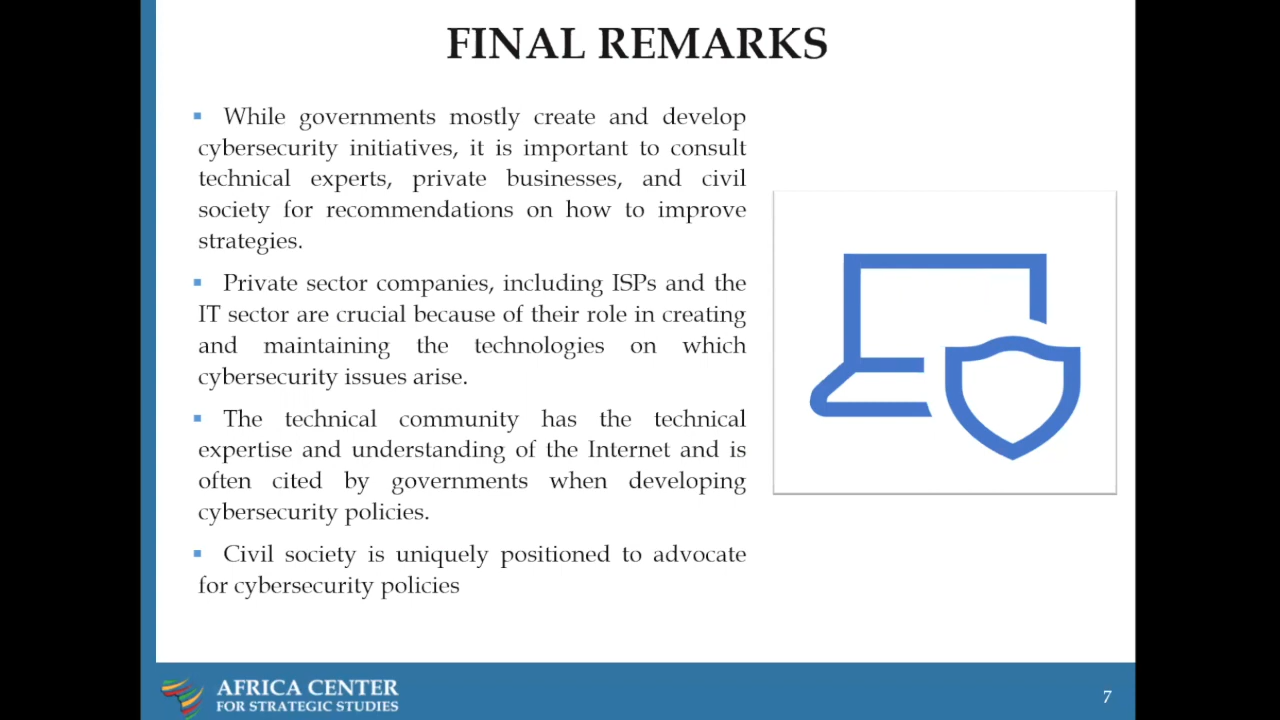 FINAL REMARKS
▪ While governments mostly create and develop
cybersecurity initiatives, it is important to consult
technical experts, private businesses, and civil
society for recommendations on how to improve
strategies.
▪ Private sector companies, including ISPs and the
IT sector are crucial because of their role in creating
and maintaining the technologies on which
cybersecurity issues arise.
▪ The technical community has the technical
expertise and understanding of the Internet and is
often cited by governments when developing
cybersecurity policies.
▪ Civil society is uniquely positioned to advocate
for cybersecurity policies
AFRICA CENTER
FOR STRATEGIC STUDIES
7